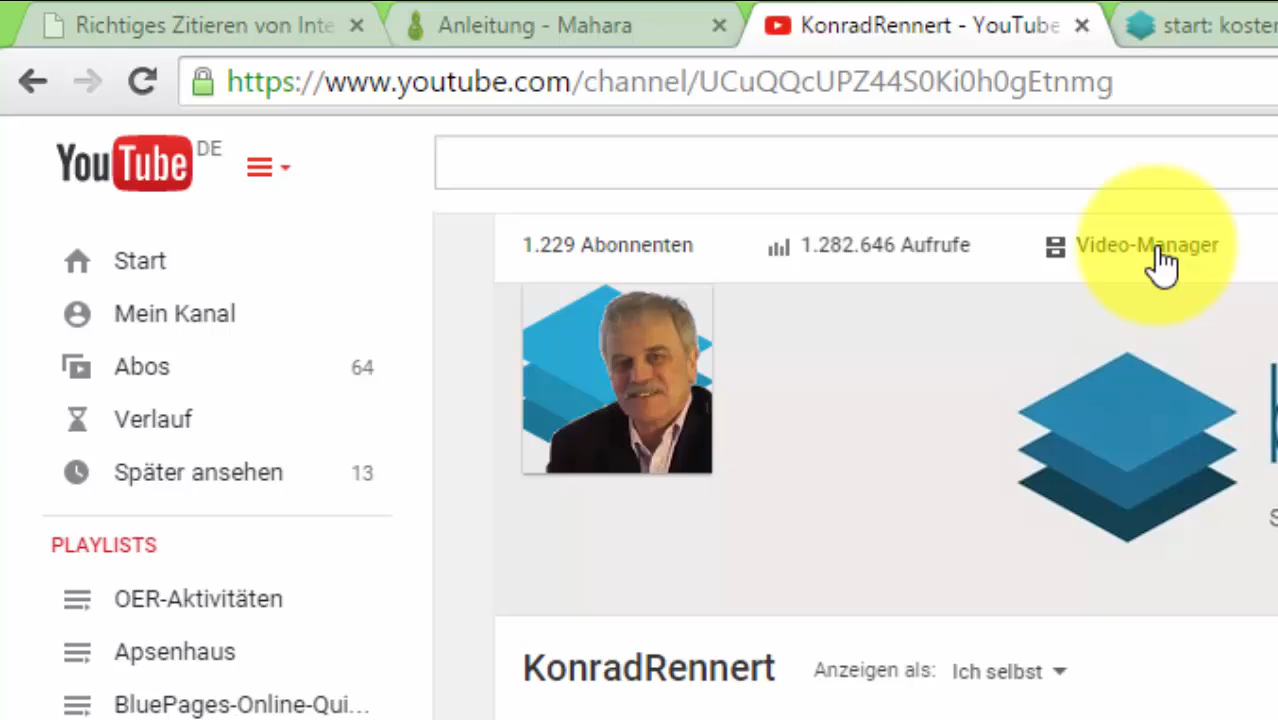 Richtiges Zitieren von Inte
Anleitung - Mahara
KonradRennert - YouTube
start: koster
https://www.youtube.com/channel/UCuQQcUPZ44S0Ki0h0gEtnmg
YouTube DE
1.229 Abonnenten
1.282.646 Aufrufe
Video-Manager
Start
Mein Kanal
Abos 64
Verlauf
Später ansehen 13
PLAYLISTS
OER-Aktivitäten
Apsenhaus
BluePages-Online-Qui...
KonradRennert
Anzeigen als: Ich selbst